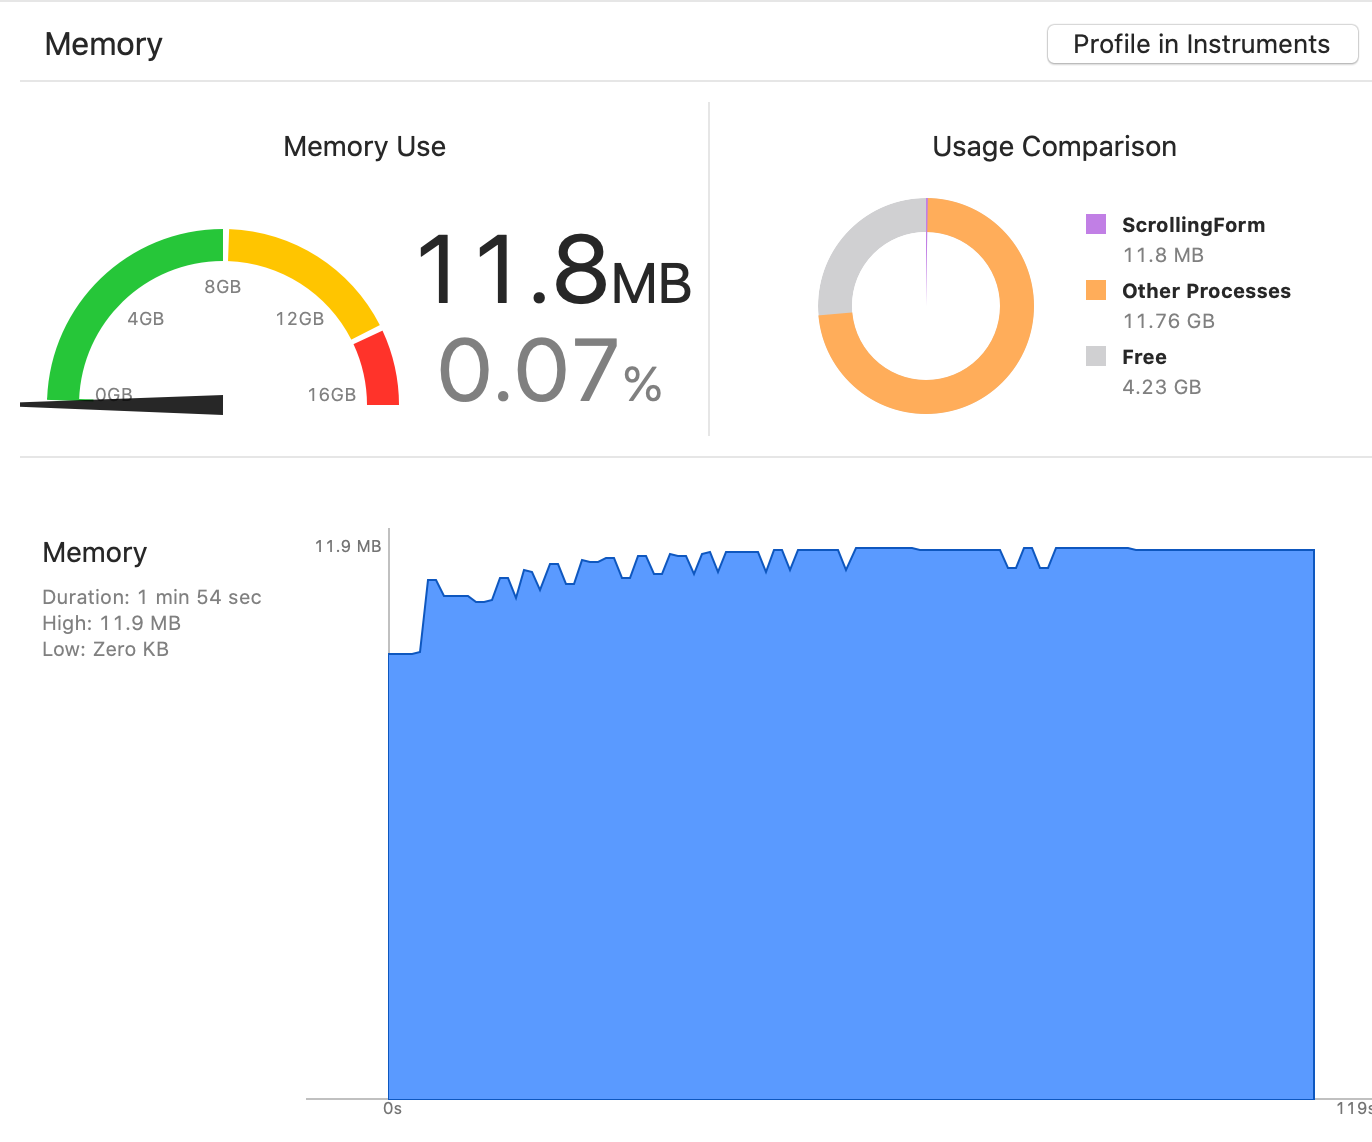 Memory
Profile in Instruments
Memory Use
0GB
4GB
8GB
12GB
16GB
11.8MB
0.07%
Usage Comparison
ScrollingForm
11.8 MB
Other Processes
11.76 GB
Free
4.23 GB
Memory
Duration: 1 min 54 sec
High: 11.9 MB
Low: Zero KB
11.9 MB
0s
119s